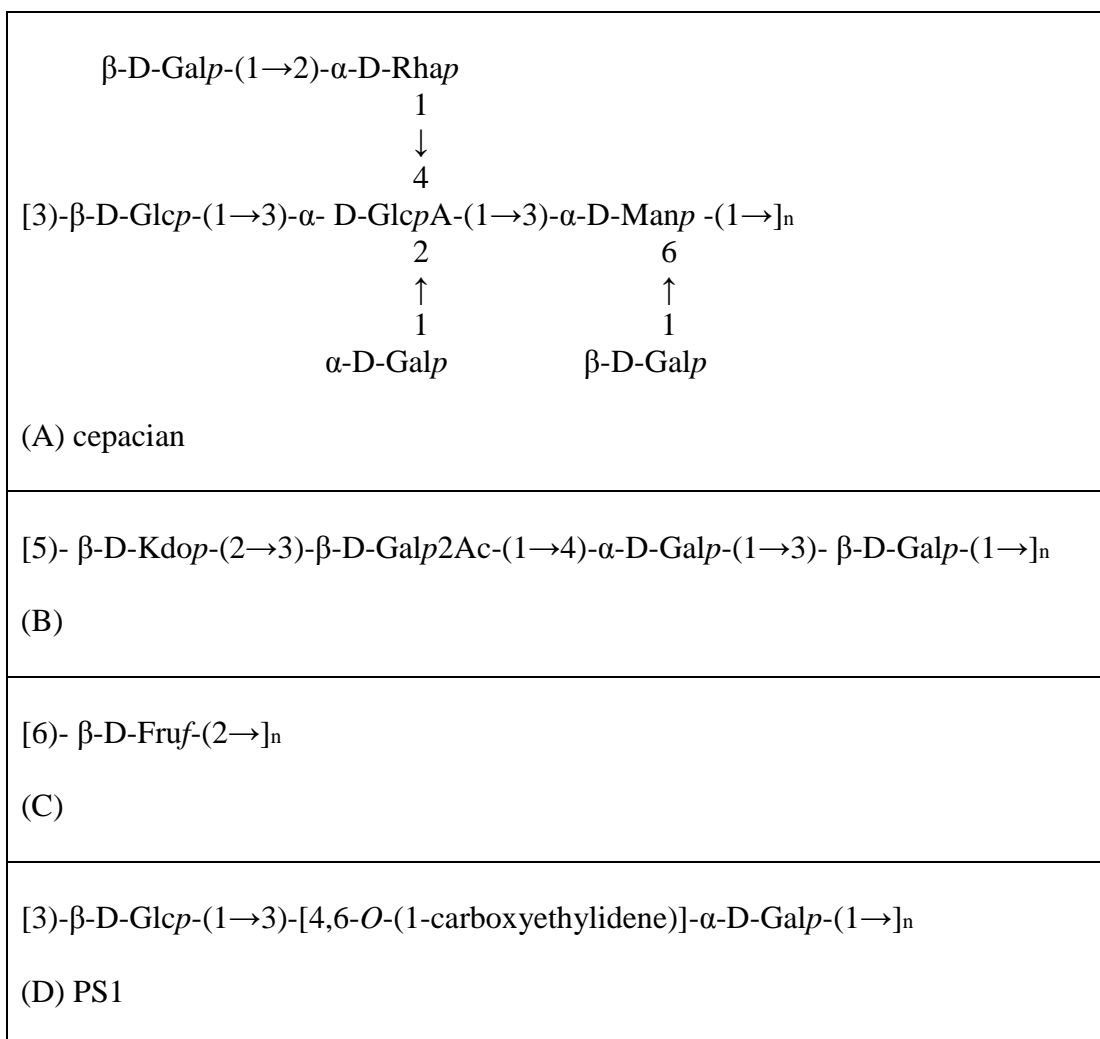 β-D-Galp-(1→2)-α-D-Rhap
1
↓
4
[3)-β-D-Glcp-(1→3)-α- D-GlcpA-(1→3)-α-D-Manp -(1→]n
2 6
↑ ↑
1 1
α-D-Galp β-D-Galp
(A) cepacian
[5)- β-D-Kdop-(2→3)-β-D-Galp2Ac-(1→4)-α-D-Galp-(1→3)- β-D-Galp-(1→]n
(B)
[6)- β-D-Fruf-(2→]n
(C)
[3)-β-D-Glcp-(1→3)-[4,6-O-(1-carboxyethylidene)]-α-D-Galp-(1→]n
(D) PS1